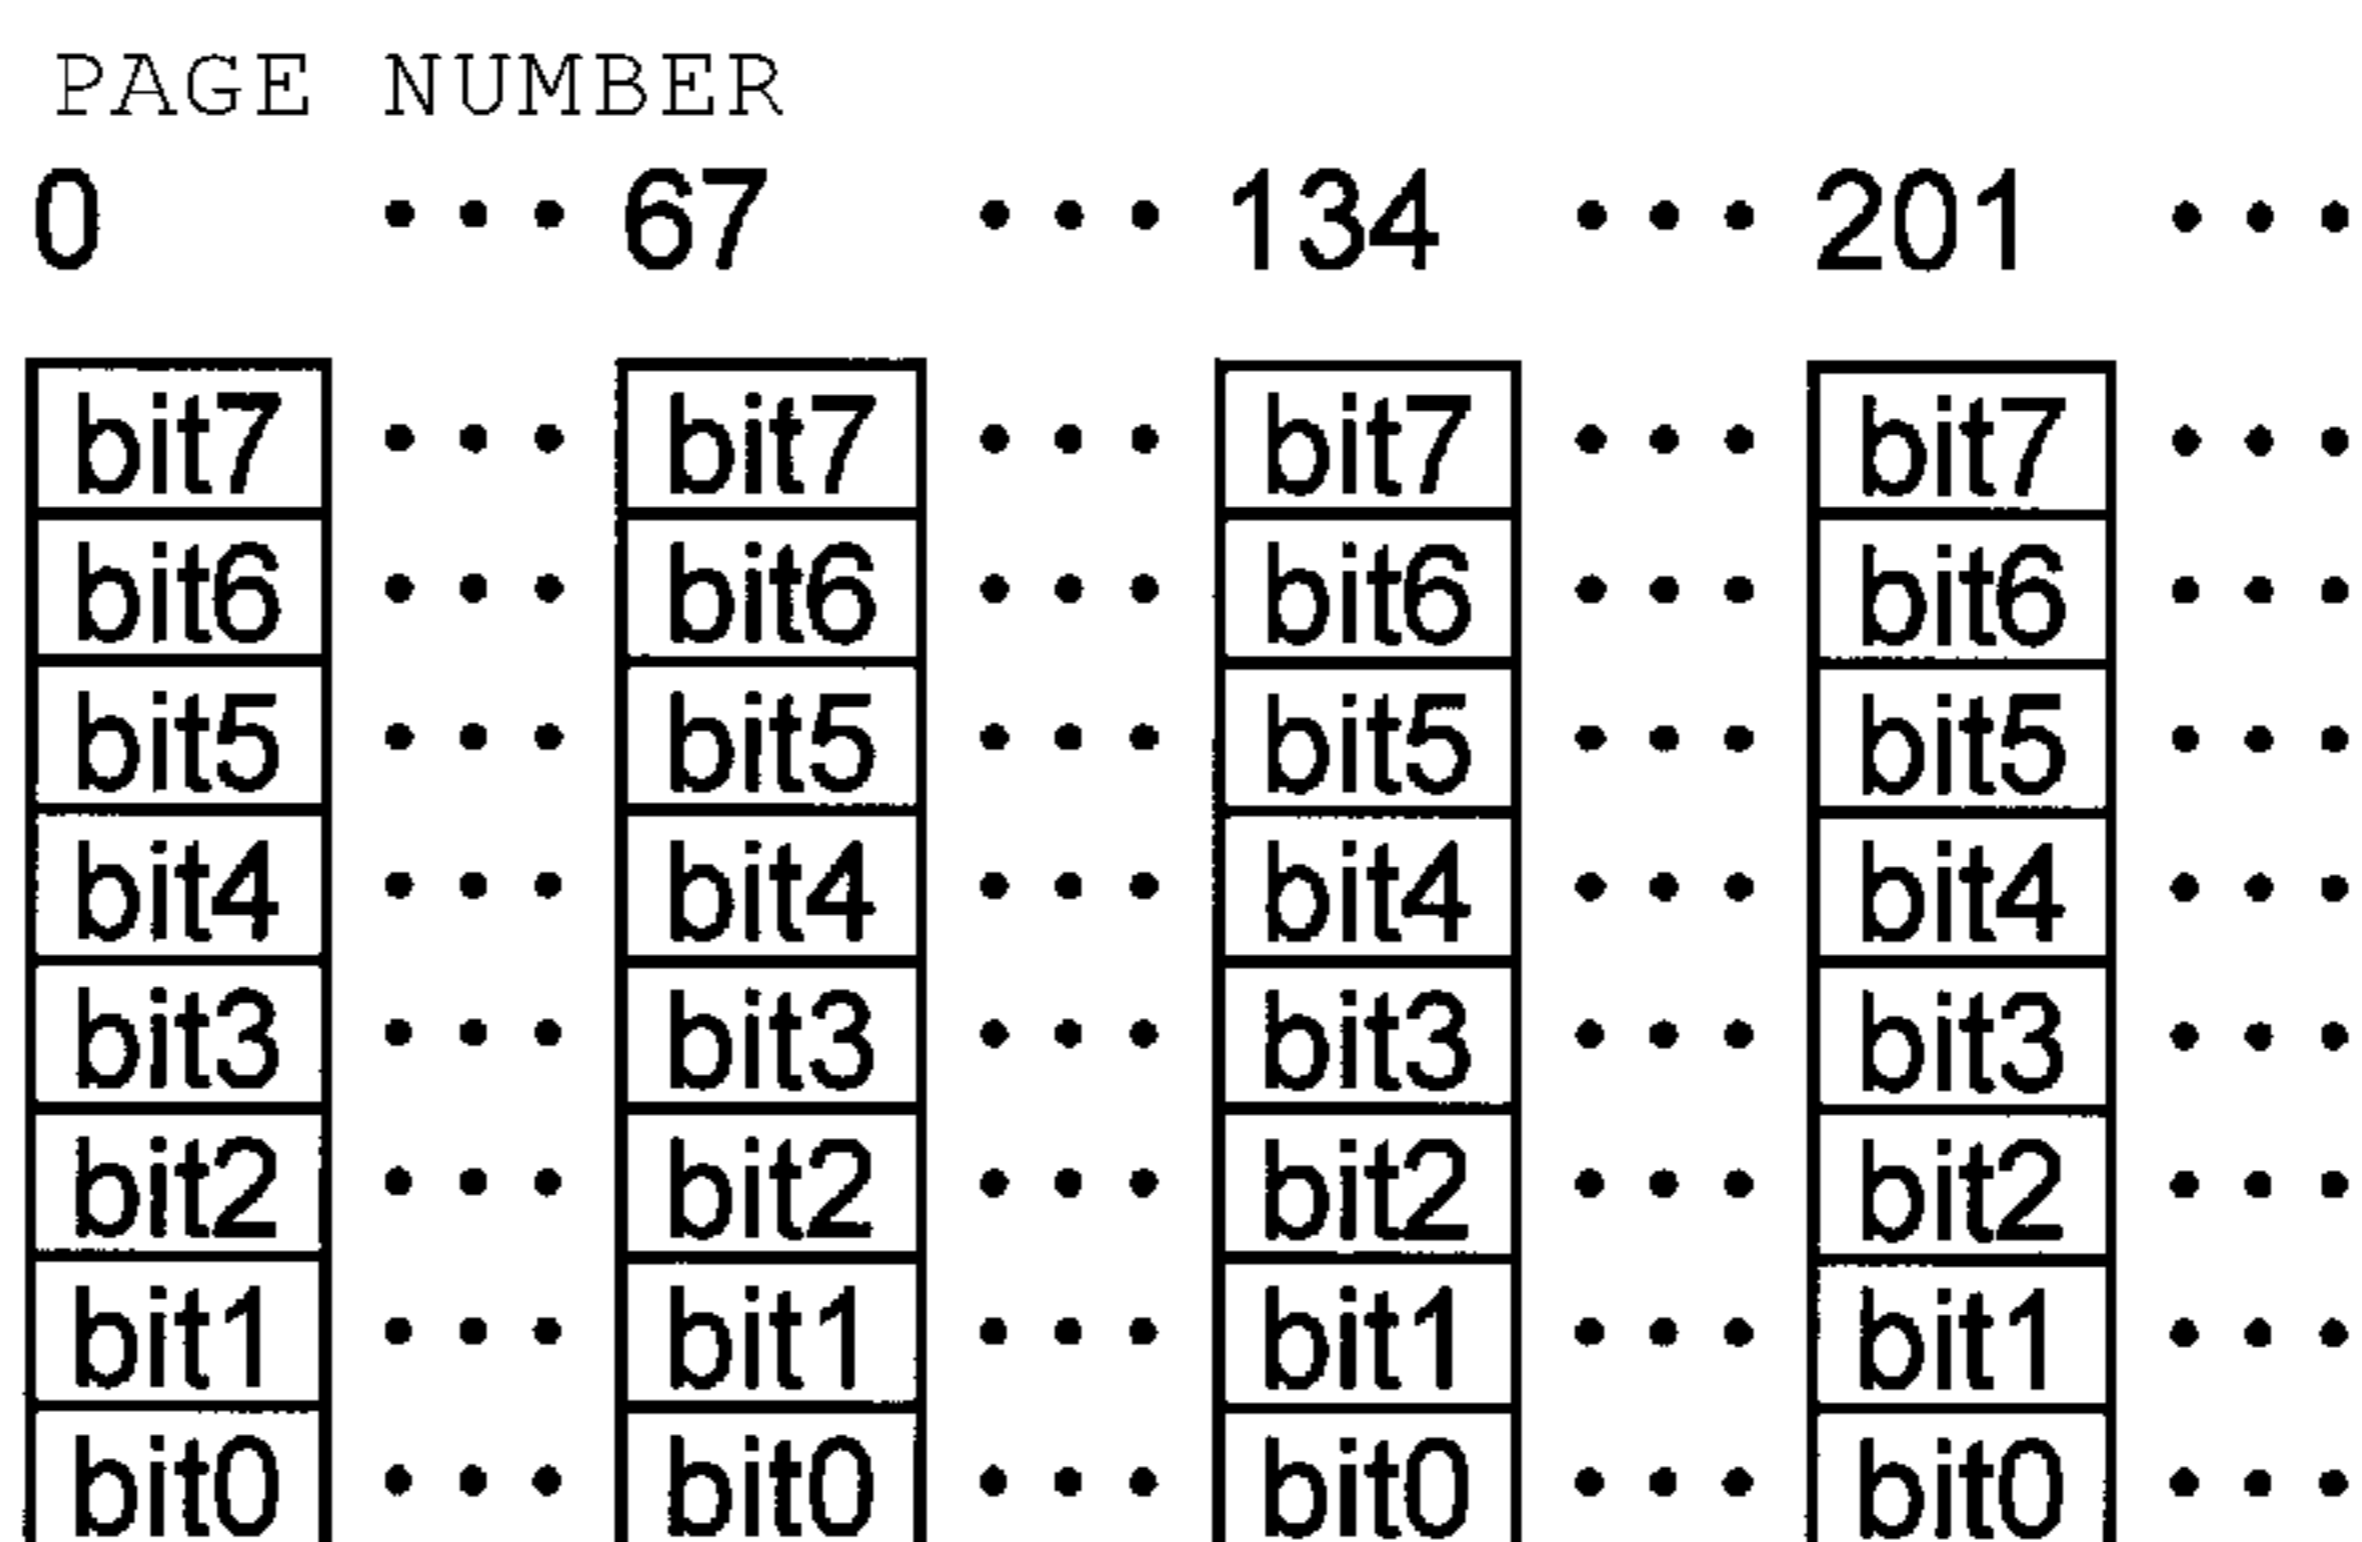 PAGE NUMBER
0 • • • 67 • • • 134 • • • 201 • • •
bit7 • • • bit7 • • • bit7 • • • bit7 • • •
bit6 • • • bit6 • • • bit6 • • • bit6 • • •
bit5 • • • bit5 • • • bit5 • • • bit5 • • •
bit4 • • • bit4 • • • bit4 • • • bit4 • • •
bit3 • • • bit3 • • • bit3 • • • bit3 • • •
bit2 • • • bit2 • • • bit2 • • • bit2 • • •
bit1 • • • bit1 • • • bit1 • • • bit1 • • •
bit0 • • • bit0 • • • bit0 • • • bit0 • • •